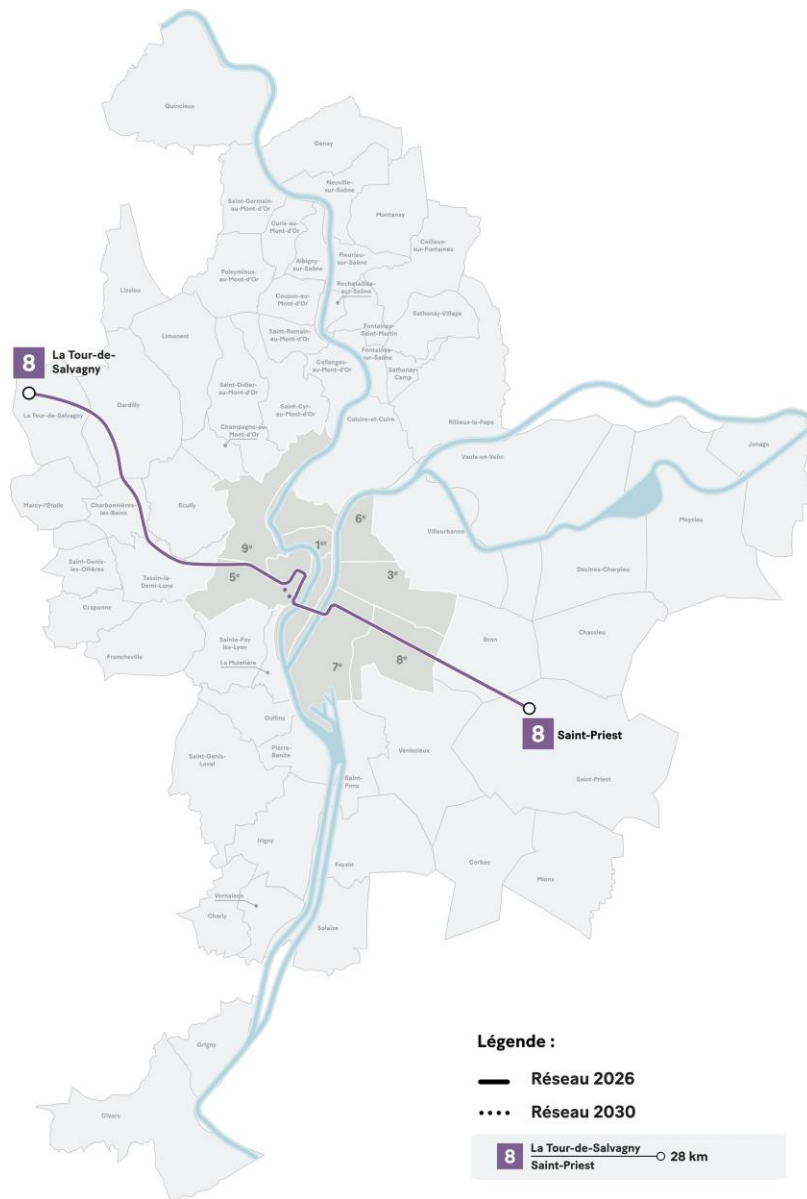 Quincieux
Genay
Neuville-
sur-Saône
Montanay
Saint-Germain-
au-Mont-d'Or
Curis-au-
Mont-d'Or
Cailloux-
sur-Fontaines
Albigny-
sur-Saône
Fleurieu-
sur-Saône
Poleymieux-
au-Mont-d'Or
Rochetaillée-
sur-Saône
Lissieu
Couzon-au-
Mont-d'Or
Sathonay-Village
Limonest
Saint-Romain-
au-Mont-d'Or
Fontaines-
Saint-Martin
Fontaines-
sur-Saône
8
La Tour-de-
Salvagny
Collonges-
au-Mont-d'Or
Sathonay-
Camp
Saint-Didier-
au-Mont-d'Or
Dardilly
Saint-Cyr-
au-Mont-d'Or
La Tour-de-Salvagny
Champagne-au-
Mont-d'Or
Caluire-et-Cuire
Rillieux-la-Pape
Jonage
Vaulx-en-Velin
Marcy-l'Étoile
Charbonnières-
les-Bains
Ecully
Meyzieu
6e
Villeurbanne
9e
1er
Saint-Genis-
les-Ollières
Tassin-la-
Demi-Lune
5e
3e
Décines-Charpieu
Craponne
Sainte-Foy
lès-Lyon
Bron
Chassieu
Francheville
La Mulatière
7e
8e
8
Saint-Priest
Oullins
Saint-Genis-
Laval
Pierre-
Bénite
Vénissieux
Saint-
Fons
Saint-Priest
Irigny
Feyzin
Corbas
Mions
Vernaison
Charly
Solaize
Grigny
Givors
Légende :
Réseau 2026
Réseau 2030
8
La Tour-de-Salvagny
Saint-Priest
28 km